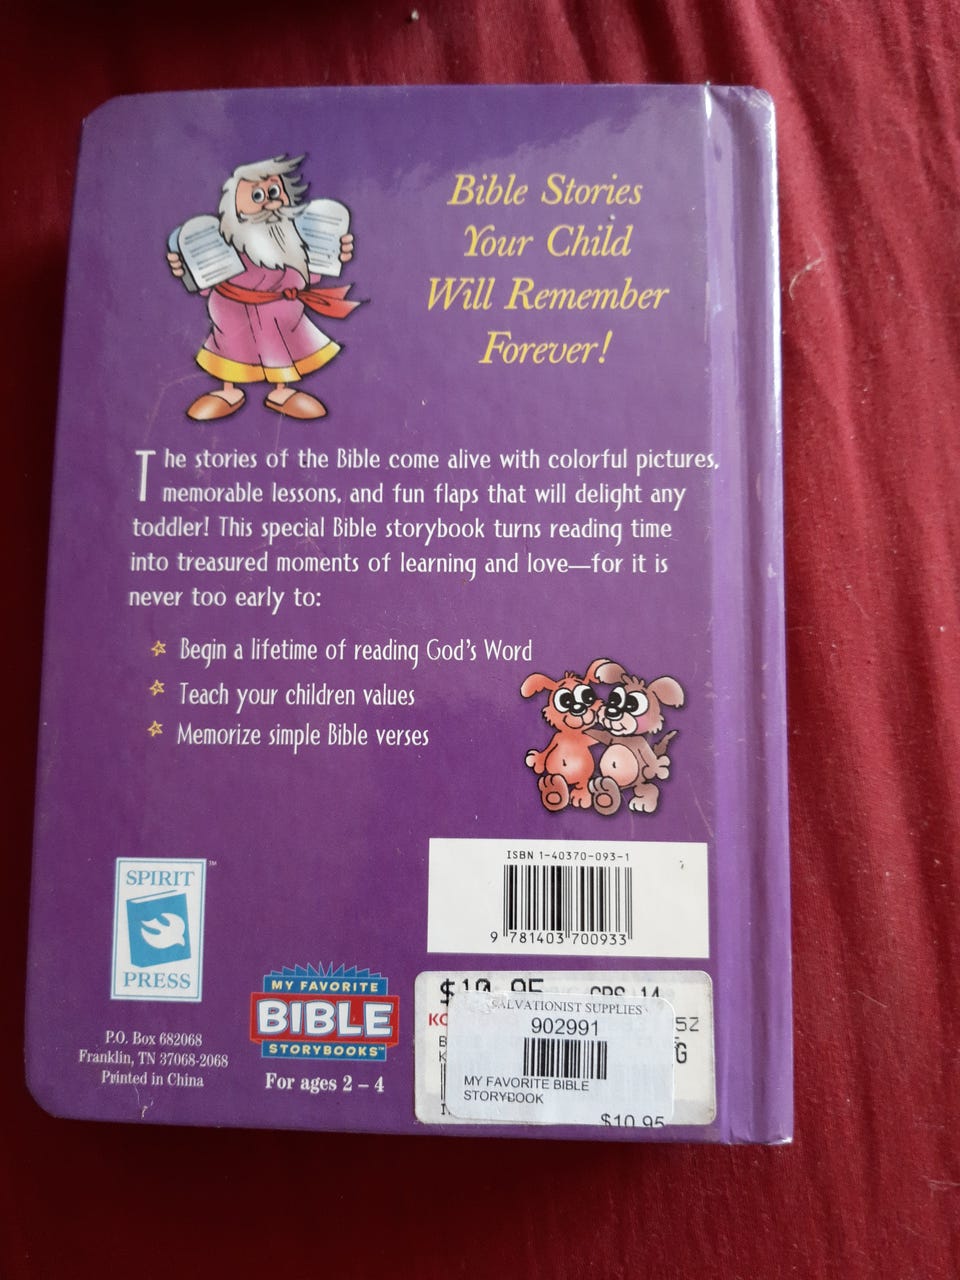 Bible Stories
Your Child
Will Remember
Forever!
The stories of the Bible come alive with colorful pictures,
memorable lessons, and fun flaps that will delight any
toddler! This special Bible storybook turns reading time
into treasured moments of learning and love—for it is
never too early to:
Begin a lifetime of reading God's Word
Teach your children values
Memorize simple Bible verses
SPIRIT
PRESS
TM
P.O. Box 682068
Franklin, TN 37068-2068
Printed in China
MY FAVORITE
BIBLE
STORYBOOKS™
For ages 2 – 4
ISBN 1-40370-093-1
9 781403 700933
$10.95
SALVATIONIST SUPPLIES
902991
MY FAVORITE BIBLE
STORYBOOK
$10.95